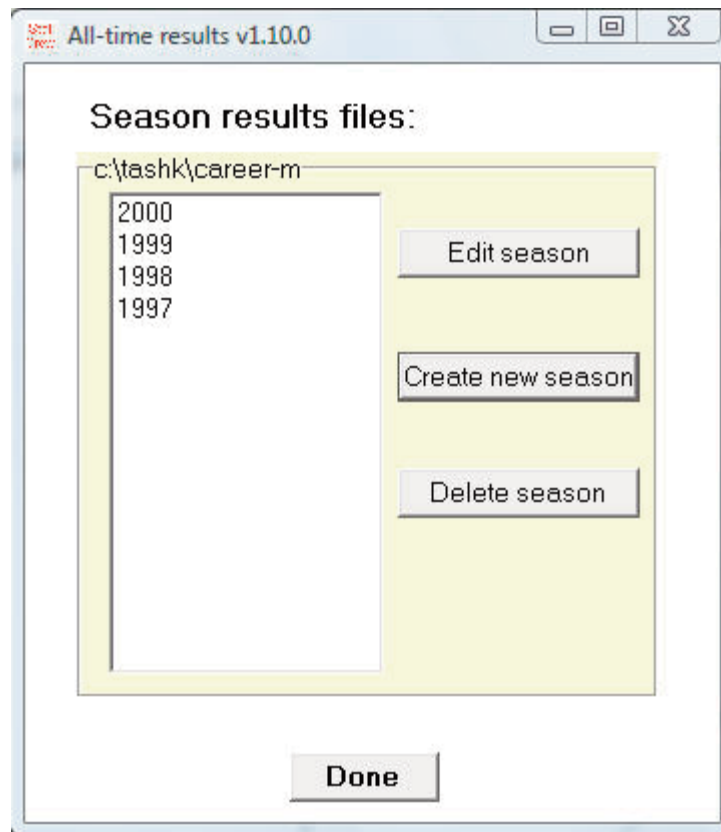 All-time results v1.10.0
Season results files:
c:\tashk\career-m
2000
1999
1998
1997
Edit season
Create new season
Delete season
Done